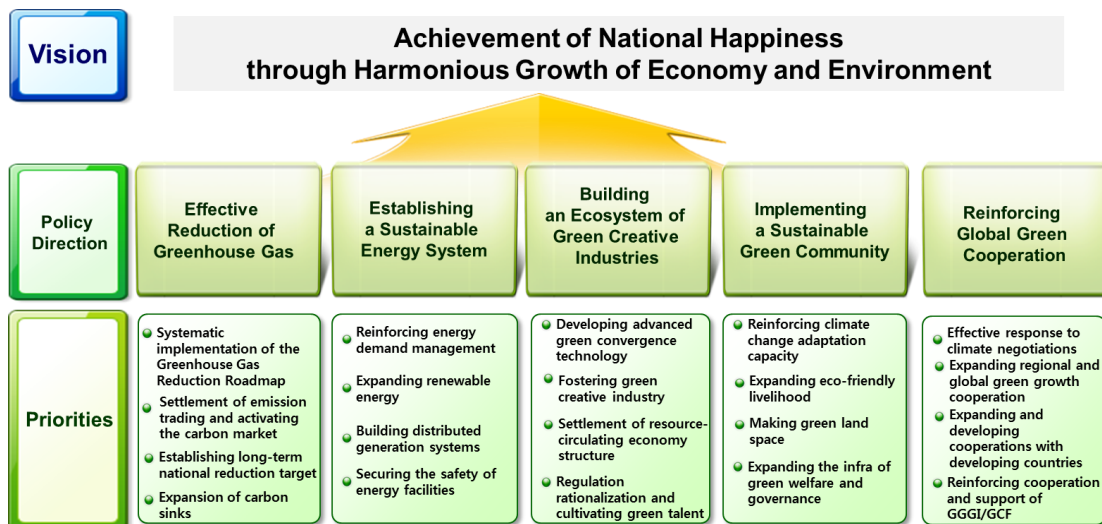 Vision
Achievement of National Happiness
through Harmonious Growth of Economy and Environment
Policy
Direction
Effective
Reduction of
Greenhouse Gas
Establishing
a Sustainable
Energy System
Building
an Ecosystem of
Green Creative
Industries
Implementing
a Sustainable
Green Community
Reinforcing
Global Green
Cooperation
Priorities
Systematic
implementation of the
Greenhouse Gas
Reduction Roadmap
Settlement of emission
trading and activating
the carbon market
Establishing long-term
national reduction target
Expansion of carbon
sinks
Reinforcing energy
demand management
Expanding renewable
energy
Building distributed
generation systems
Securing the safety of
energy facilities
Developing advanced
green convergence
technology
Fostering green
creative industry
Settlement of resource-
circulating economy
structure
Regulation
rationalization and
cultivating green talent
Reinforcing climate
change adaptation
capacity
Expanding eco-friendly
livelihood
Making green land
space
Expanding the infra of
green welfare and
governance
Effective response to
climate negotiations
Expanding regional and
global green growth
cooperation
Expanding and
developing
cooperations with
developing countries
Reinforcing cooperation
and support of
GGGI/GCF